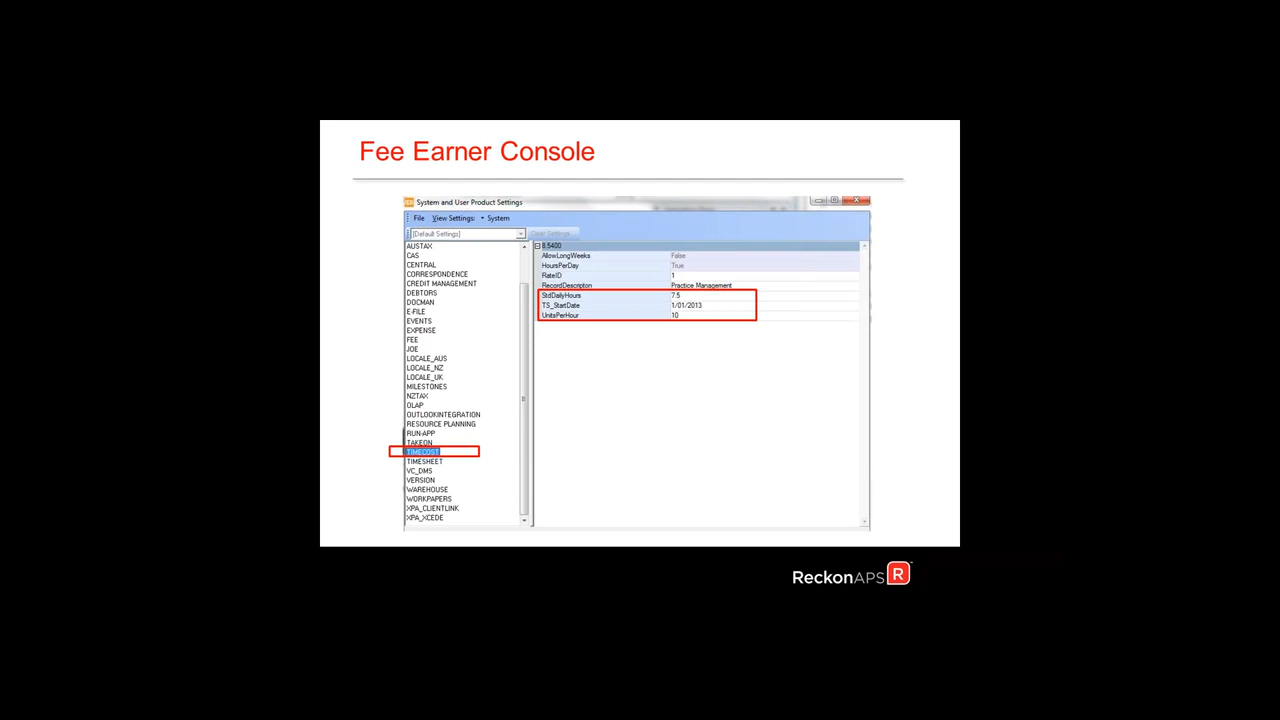 Fee Earner Console
System and User Product Settings
File View Settings: System
[Default Settings] Clear Settings
AUSTAX
CAS
CENTRAL
CORRESPONDENCE
CREDIT MANAGEMENT
DEBTORS
DOCMAN
E-FILE
EVENTS
EXPENSE
FEE
JOE
LOCALE_AUS
LOCALE_NZ
LOCALE_UK
MILESTONES
NZTAX
OLAP
OUTLOOKINTEGRATION
RESOURCE PLANNING
RUN-APP
TAKEON
TIMECOST
TIMESHEET
VC_DMS
VERSION
WAREHOUSE
WORKPAPERS
XPA_CLIENTLINK
XPA_XCEDE
8.5400
AllowLongWeeks False
HoursPerDay True
RateID 1
RecordDescripton Practice Management
StdDailyHours 7.5
TS_StartDate 1/01/2013
UnitsPerHour 10
ReckonAPS R